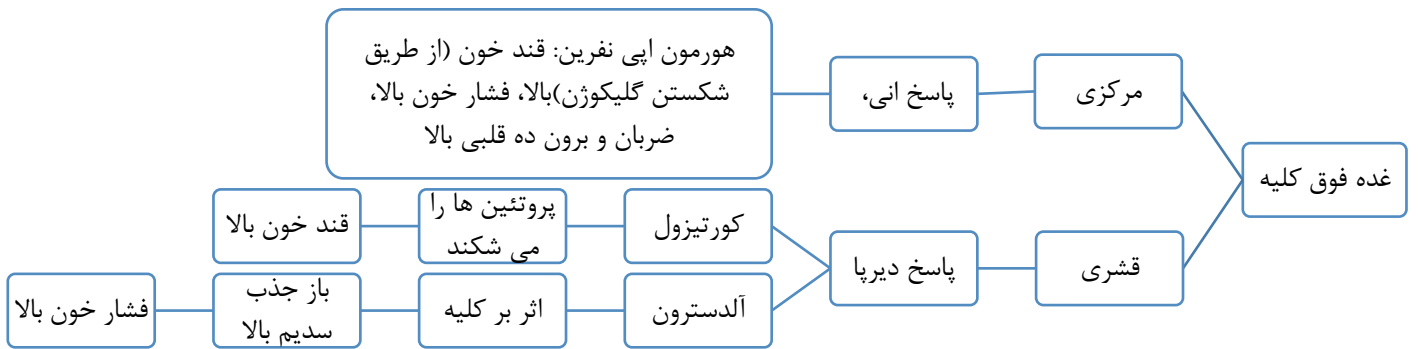 غده فوق کلیه
مرکزی
پاسخ انی،
هورمون اپی نفرین: قند خون (از طریق
شکستن گلیکوژن)بالا، فشار خون بالا،
ضربان و برون ده قلبی بالا
قشری
پاسخ دیرپا
کورتیزول
پروتئین ها را
می شکند
قند خون بالا
آلدسترون
اثر بر کلیه
باز جذب
سدیم بالا
فشار خون بالا